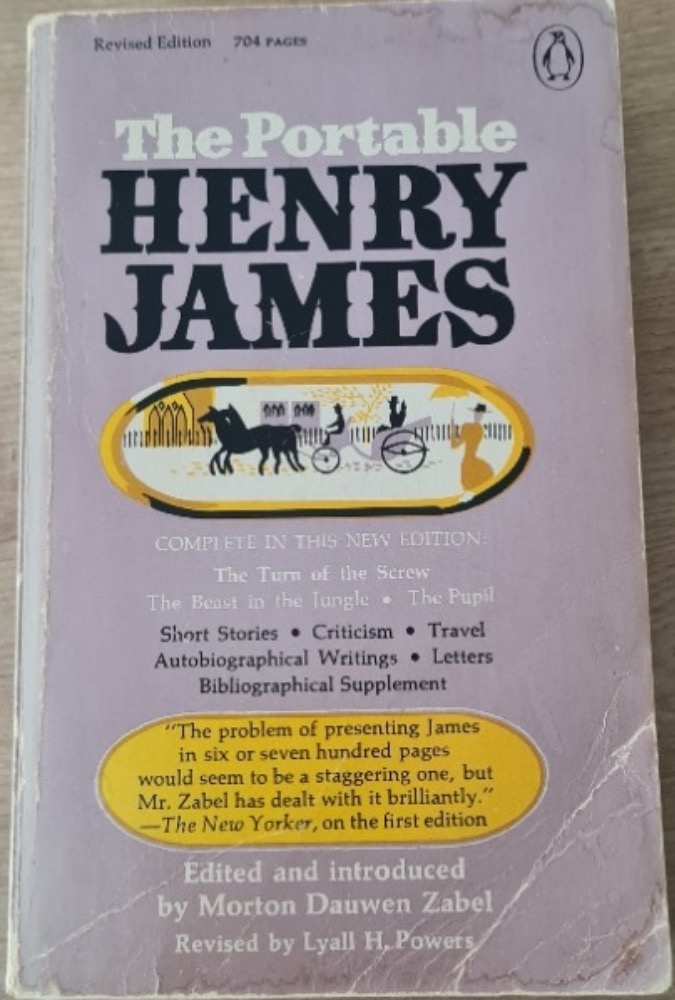 Revised Edition 704 PAGES
The Portable
HENRY
JAMES
COMPLETE IN THIS NEW EDITION:
The Turn of the Screw
The Beast in the Jungle • The Pupil
Short Stories • Criticism • Travel
Autobiographical Writings • Letters
Bibliographical Supplement
"The problem of presenting James
in six or seven hundred pages
would seem to be a staggering one, but
Mr. Zabel has dealt with it brilliantly."
—The New Yorker, on the first edition
Edited and introduced
by Morton Dauwen Zabel
Revised by Lyall H. Powers